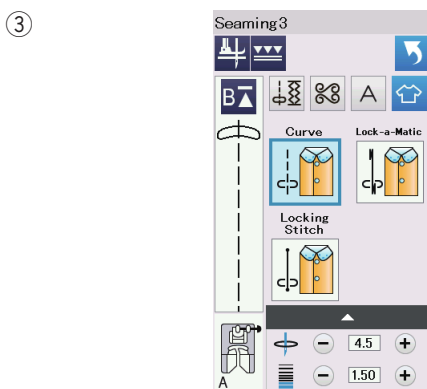 ③
Seaming3
B
A
Curve
Lock-a-Matic
Locking
Stitch
4.5
1.50
A